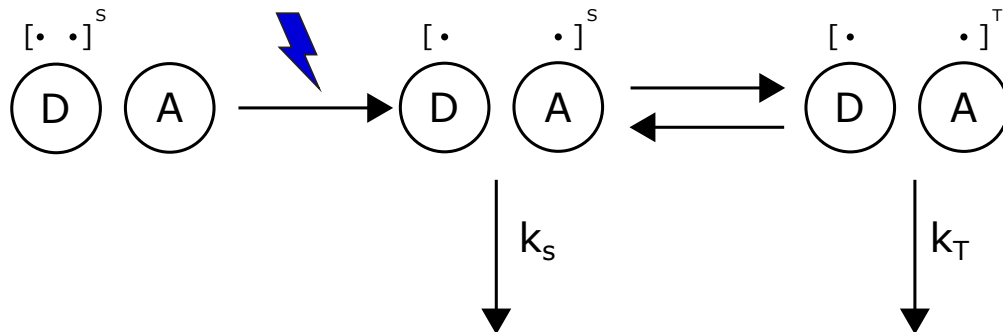 [• •]S [• •]S [• •]T
D A D A D A
ks kT